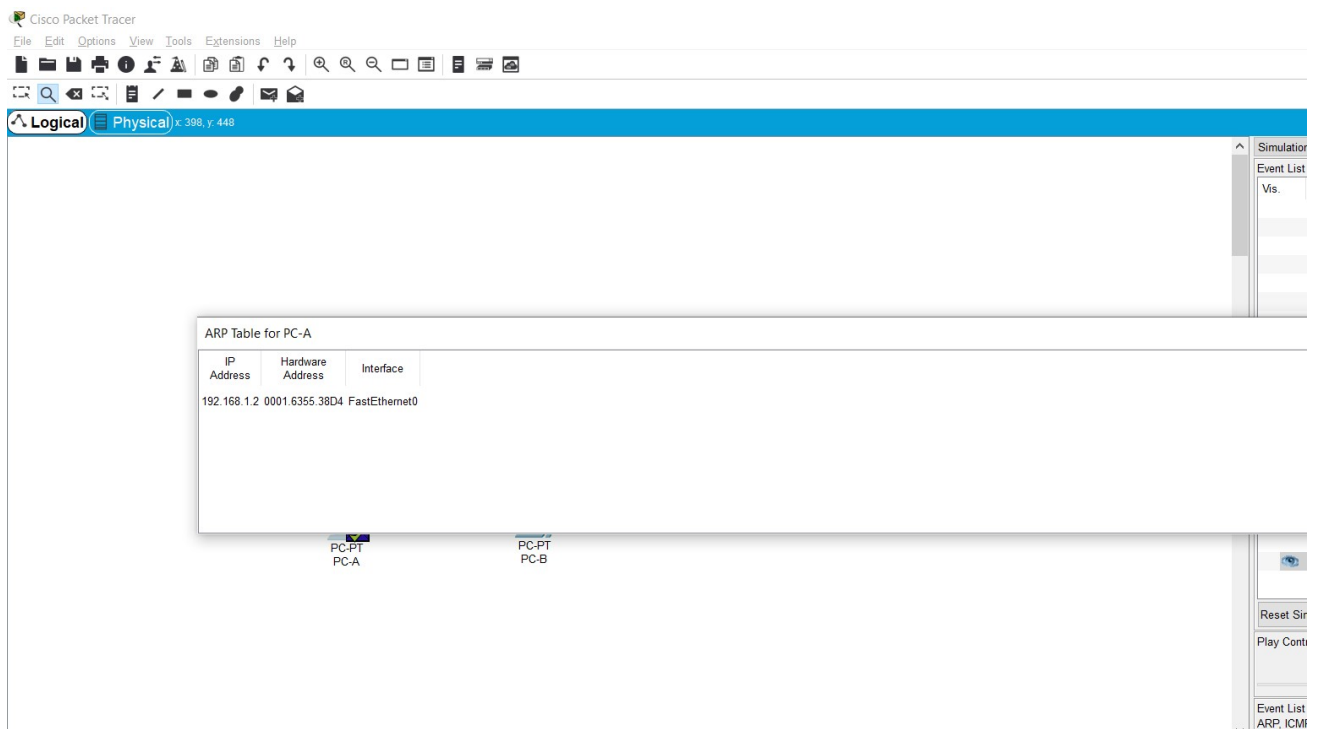 Cisco Packet Tracer
File Edit Options View Tools Extensions Help
Logical Physical x: 398, y: 448
Simulation
Event List
Vis.
ARP Table for PC-A
IP Address Hardware Address Interface
192.168.1.2 0001.6355.38D4 FastEthernet0
PC-PT PC-PT
PC-A PC-B
Reset Sir
Play Contr
Event List
ARP, ICMP